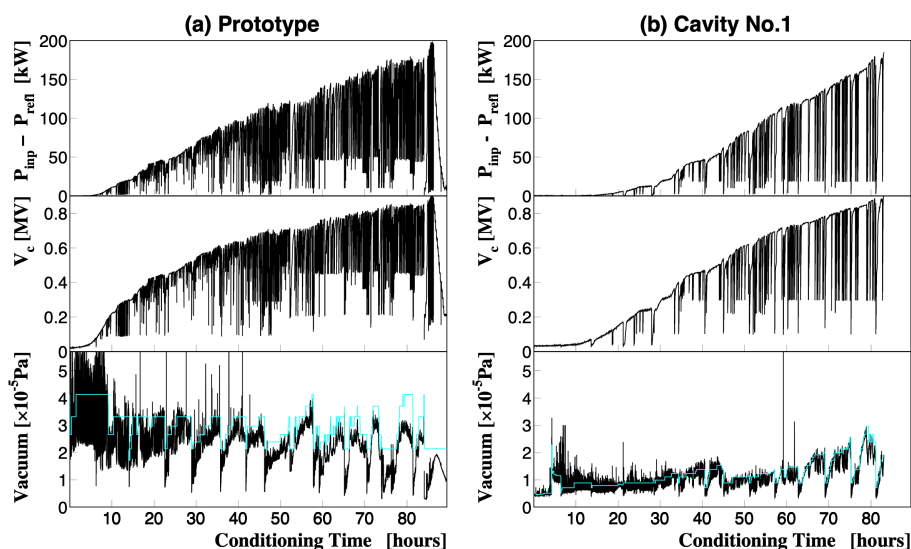 (a) Prototype
(b) Cavity No.1
P_inp – P_refl [kW]
200
150
100
50
0
V_c [MV]
0.8
0.6
0.4
0.2
0
Vacuum [×10^-5Pa]
5
4
3
2
1
0
10 20 30 40 50 60 70 80
Conditioning Time [hours]
P_inp - P_refl [kW]
200
150
100
50
0
V_c [MV]
0.8
0.6
0.4
0.2
0
Vacuum [×10^-5Pa]
5
4
3
2
1
0
10 20 30 40 50 60 70 80
Conditioning Time [hours]